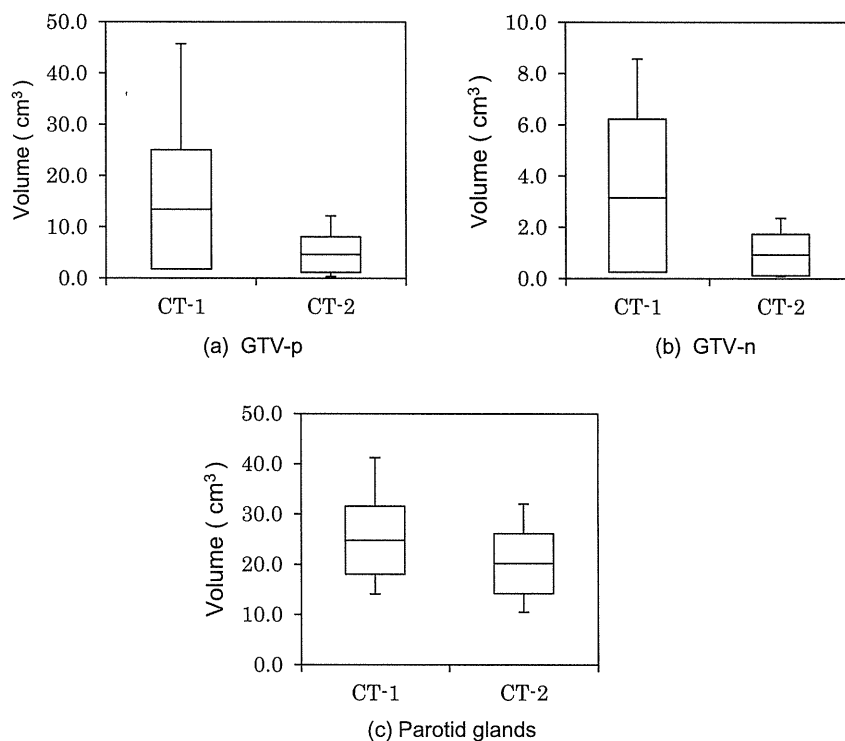 50.0
40.0
30.0
20.0
10.0
0.0
Volume ( cm³)
CT-1 CT-2
(a) GTV-p
10.0
8.0
6.0
4.0
2.0
0.0
Volume ( cm³)
CT-1 CT-2
(b) GTV-n
50.0
40.0
30.0
20.0
10.0
0.0
Volume ( cm³)
CT-1 CT-2
(c) Parotid glands